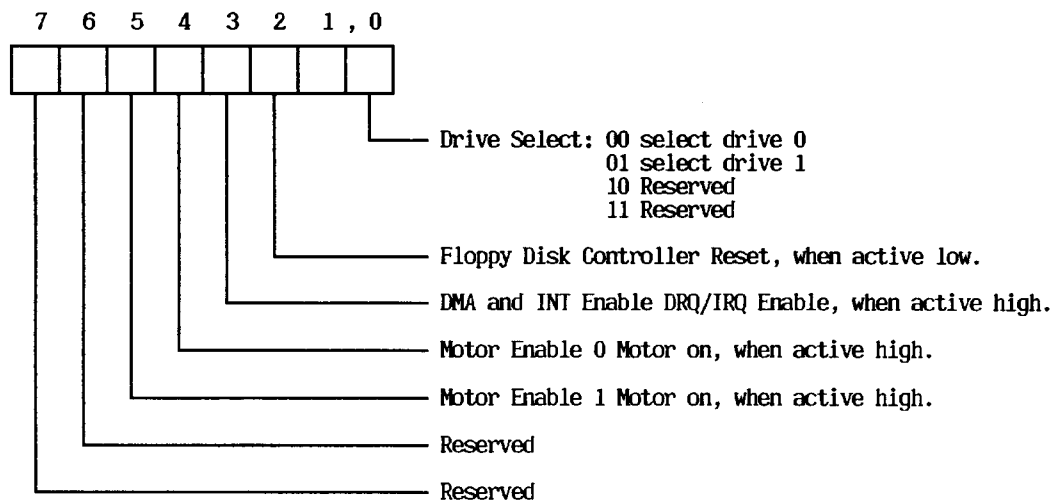 7 6 5 4 3 2 1 , 0
Drive Select: 00 select drive 0
01 select drive 1
10 Reserved
11 Reserved
Floppy Disk Controller Reset, when active low.
DMA and INT Enable DRQ/IRQ Enable, when active high.
Motor Enable 0 Motor on, when active high.
Motor Enable 1 Motor on, when active high.
Reserved
Reserved